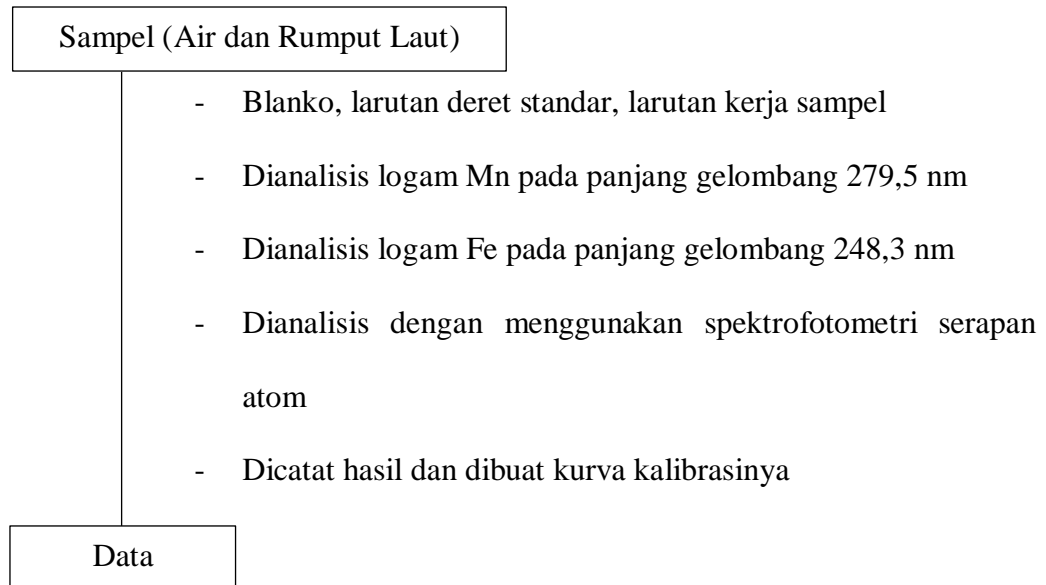 Sampel (Air dan Rumput Laut)
- Blanko, larutan deret standar, larutan kerja sampel
- Dianalisis logam Mn pada panjang gelombang 279,5 nm
- Dianalisis logam Fe pada panjang gelombang 248,3 nm
- Dianalisis dengan menggunakan spektrofotometri serapan
atom
- Dicatat hasil dan dibuat kurva kalibrasinya
Data